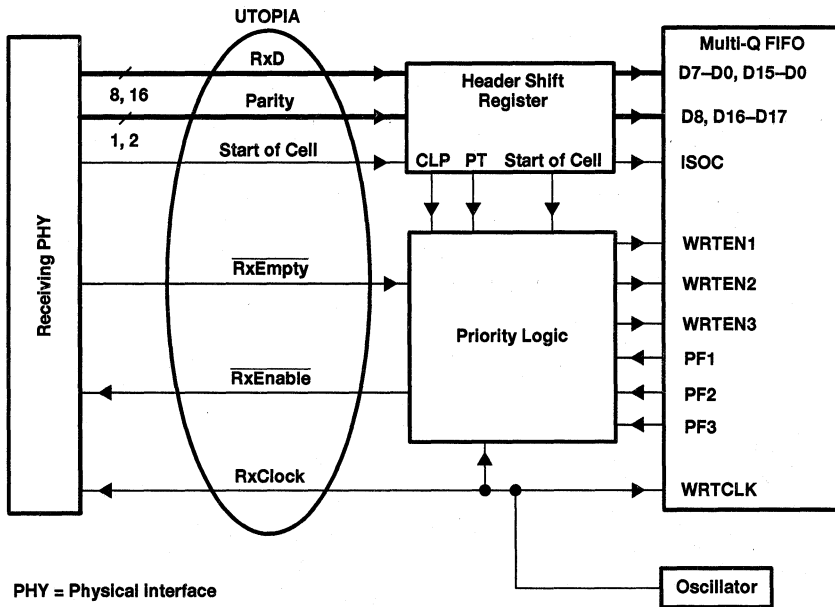 UTOPIA
Multi-Q FIFO
RxD
D7–D0, D15–D0
8, 16
Header Shift
Register
Parity
D8, D16–D17
1, 2
Start of Cell
CLP PT Start of Cell
ISOC
Receiving PHY
WRTEN1
RxEmpty
WRTEN2
Priority Logic
WRTEN3
PF1
RxEnable
PF2
PF3
RxClock
WRTCLK
PHY = Physical interface
Oscillator